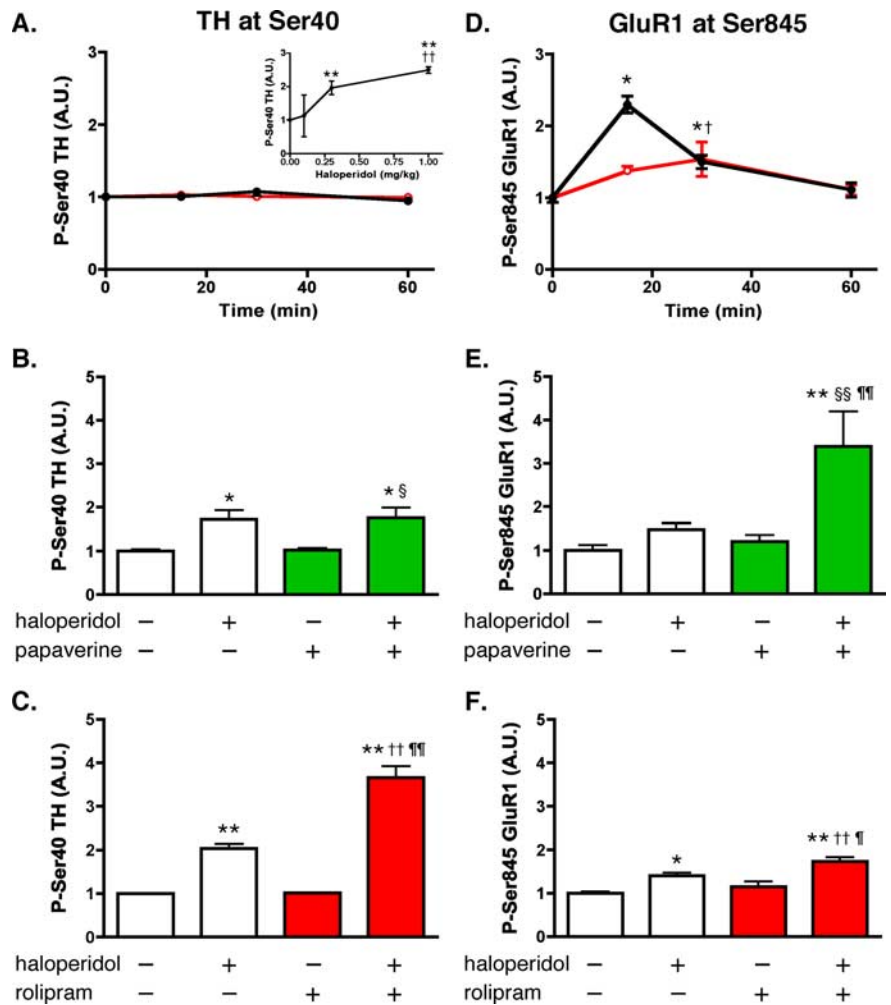 A.
TH at Ser40
P-Ser40 TH (A.U.)
3
2
1
0
0
20
40
60
Time (min)
P-Ser40 TH (A.U.)
3
2
1
0
0.00
0.25
0.50
0.75
1.00
Haloperidol (mg/kg)
**
**
††
D.
GluR1 at Ser845
P-Ser845 GluR1 (A.U.)
3
2
1
0
0
20
40
60
Time (min)
*
*†
B.
P-Ser40 TH (A.U.)
5
4
3
2
1
0
*
* §
haloperidol − + − +
papaverine − − + +
E.
P-Ser845 GluR1 (A.U.)
5
4
3
2
1
0
** §§ ¶¶
haloperidol − + − +
papaverine − − + +
C.
P-Ser40 TH (A.U.)
5
4
3
2
1
0
**
** †† ¶¶
haloperidol − + − +
rolipram − − + +
F.
P-Ser845 GluR1 (A.U.)
5
4
3
2
1
0
*
** †† ¶
haloperidol − + − +
rolipram − − + +